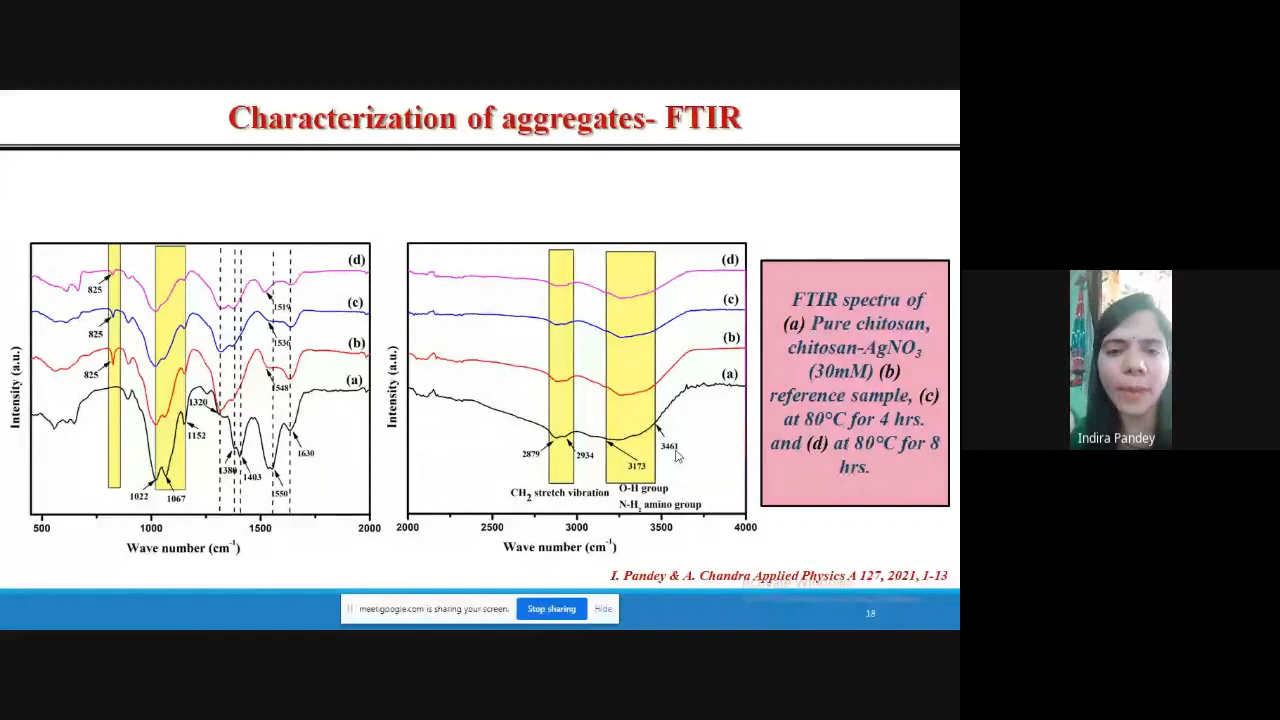 Characterization of aggregates- FTIR
(d)
(c)
(b)
(a)
825
825
825
1519
1536
1548
1320
1152
1380
1403
1630
1022
1067
1550
500
1000
1500
2000
Wave number (cm-1)
Intensity (a.u.)
(d)
(c)
(b)
(a)
3461
2879
2934
3173
CH2 stretch vibration
O-H group
N-H2 amino group
2000
2500
3000
3500
4000
Wave number (cm-1)
Intensity (a.u.)
FTIR spectra of
(a) Pure chitosan,
chitosan-AgNO3
(30mM) (b)
reference sample, (c)
at 80°C for 4 hrs.
and (d) at 80°C for 8
hrs.
I. Pandey & A. Chandra Applied Physics A 127, 2021, 1-13
meet.google.com is sharing your screen.
Stop sharing
Hide
18
Indira Pandey